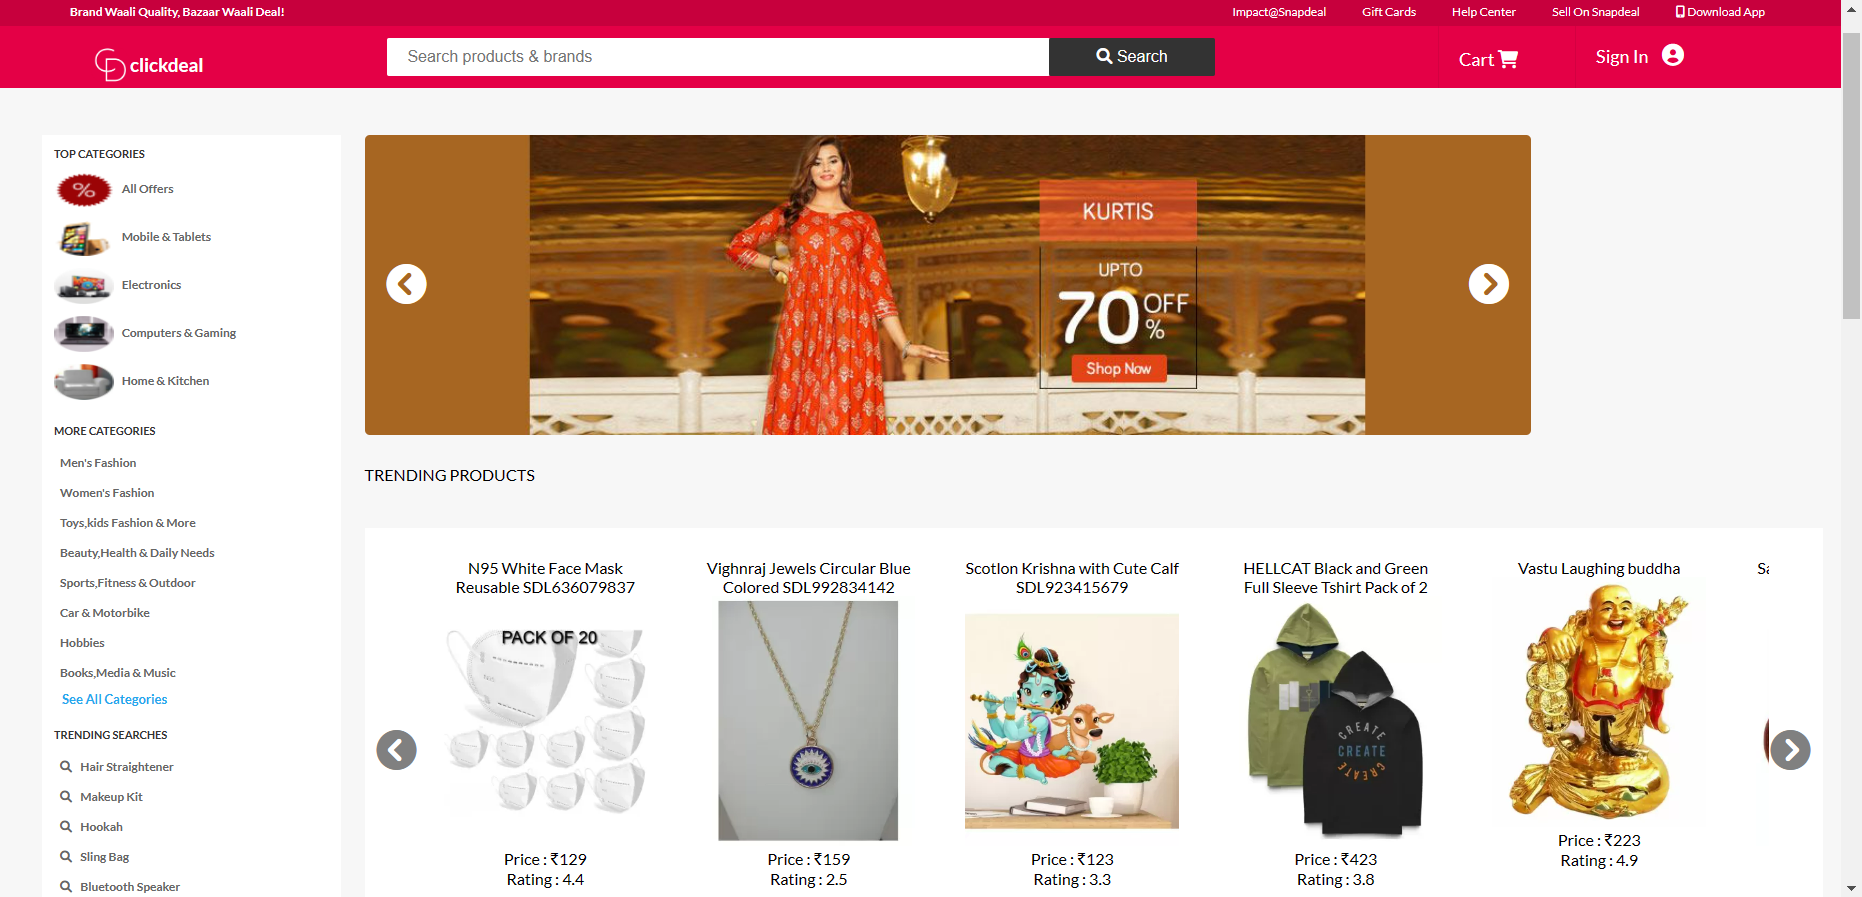 Brand Waali Quality, Bazaar Waali Deal!
Impact@Snapdeal
Gift Cards
Help Center
Sell On Snapdeal
Download App
clickdeal
Search products & brands
Search
Cart
Sign In
TOP CATEGORIES
%
All Offers
Mobile & Tablets
Electronics
Computers & Gaming
Home & Kitchen
MORE CATEGORIES
Men's Fashion
Women's Fashion
Toys,kids Fashion & More
Beauty,Health & Daily Needs
Sports,Fitness & Outdoor
Car & Motorbike
Hobbies
Books,Media & Music
See All Categories
TRENDING SEARCHES
Hair Straightener
Makeup Kit
Hookah
Sling Bag
Bluetooth Speaker
KURTIS
UPTO
70% OFF
Shop Now
TRENDING PRODUCTS
N95 White Face Mask
Reusable SDL636079837
PACK OF 20
N95
Price : ₹129
Rating : 4.4
Vighnraj Jewels Circular Blue
Colored SDL992834142
Price : ₹159
Rating : 2.5
Scotlon Krishna with Cute Calf
SDL923415679
Price : ₹123
Rating : 3.3
HELLCAT Black and Green
Full Sleeve Tshirt Pack of 2
CREATE
CREATE
CREATE
Price : ₹423
Rating : 3.8
Vastu Laughing buddha
Price : ₹223
Rating : 4.9